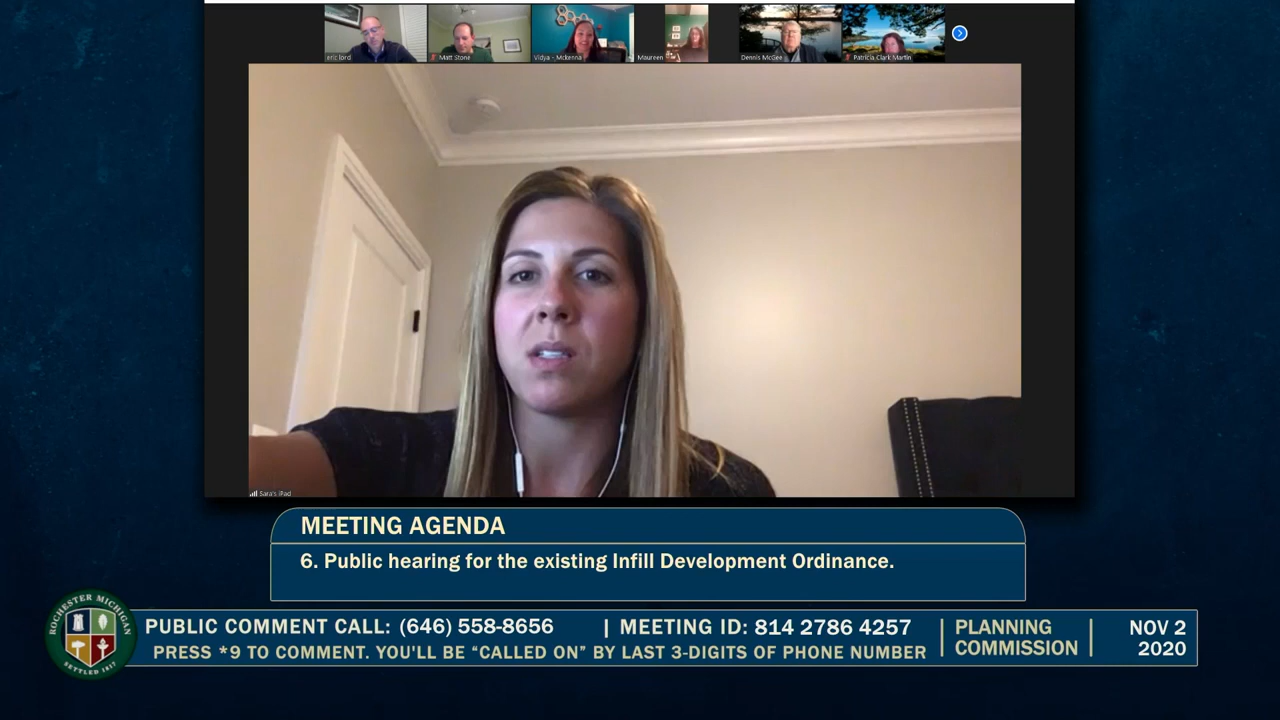 eric lord
Matt Stone
Vidya - Mckenna
Maureen
Dennis McGee
Patricia Clark Martin
Sara's iPad
MEETING AGENDA
6. Public hearing for the existing Infill Development Ordinance.
ROCHESTER MICHIGAN
SETTLED 1817
PUBLIC COMMENT CALL: (646) 558-8656 | MEETING ID: 814 2786 4257
PRESS *9 TO COMMENT. YOU'LL BE “CALLED ON” BY LAST 3-DIGITS OF PHONE NUMBER
PLANNING
COMMISSION
NOV 2
2020